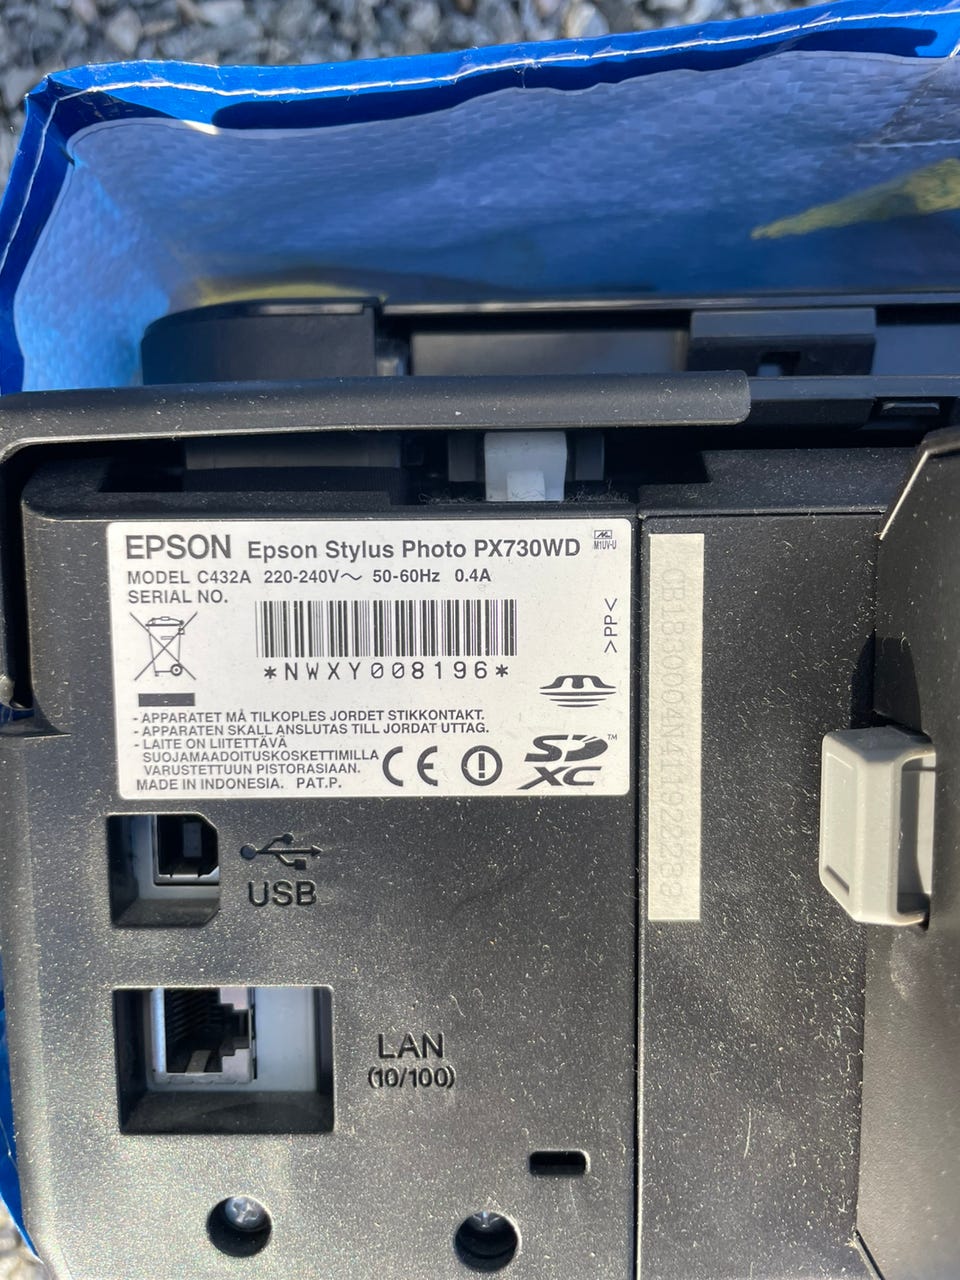 EPSON Epson Stylus Photo PX730WD
M1UV-U
MODEL C432A 220-240V～ 50-60Hz 0.4A
SERIAL NO.
*NWXY008196*
>PP<
- APPARATET MÅ TILKOPLES JORDET STIKKONTAKT.
- APPARATEN SKALL ANSLUTAS TILL JORDAT UTTAG.
- LAITE ON LIITETTÄVÄ
SUOJAMAADOITUSKOSKETTIMILLA
VARUSTETTUUN PISTORASIAAN.
MADE IN INDONESIA. PAT.P.
CE
SD™
XC
USB
LAN
(10/100)